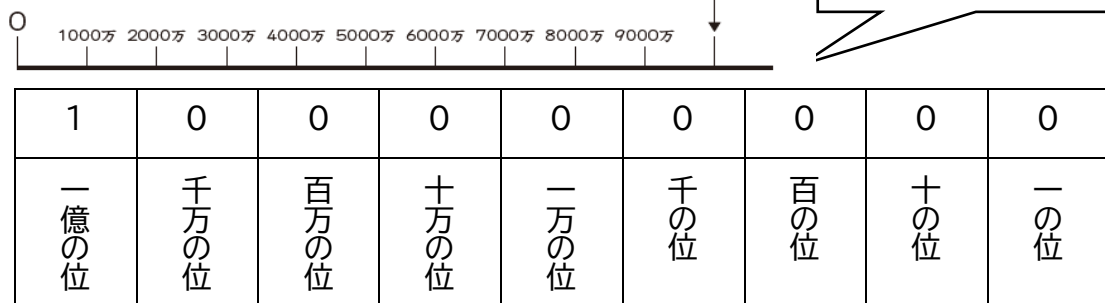 0
1000万 2000万 3000万 4000万 5000万 6000万 7000万 8000万 9000万
1 0 0 0 0 0 0 0 0
一億の位 千万の位 百万の位 十万の位 一万の位 千の位 百の位 十の位 一の位